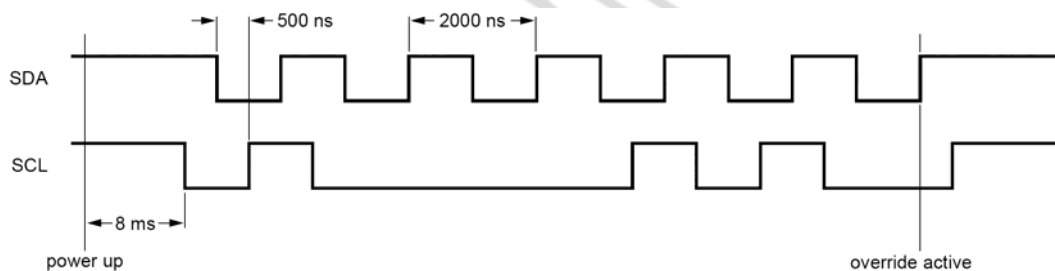 500 ns
2000 ns
SDA
SCL
8 ms
power up
override active